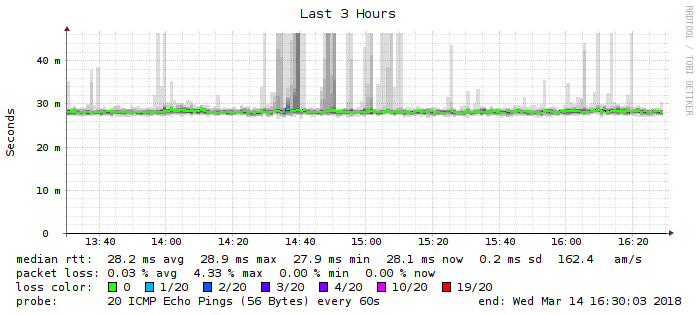 Last 3 Hours
RRDTOOL / TOBI OETIKER
Seconds
40 m
30 m
20 m
10 m
0
13:40 14:00 14:20 14:40 15:00 15:20 15:40 16:00 16:20
median rtt: 28.2 ms avg 28.9 ms max 27.9 ms min 28.1 ms now 0.2 ms sd 162.4 am/s
packet loss: 0.03 % avg 4.33 % max 0.00 % min 0.00 % now
loss color: 0 1/20 2/20 3/20 4/20 10/20 19/20
probe: 20 ICMP Echo Pings (56 Bytes) every 60s end: Wed Mar 14 16:30:03 2018